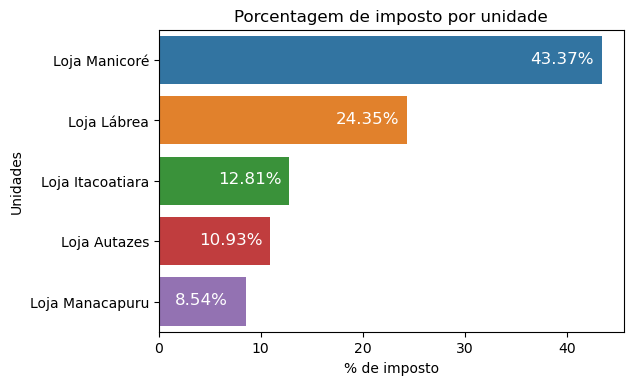 Porcentagem de imposto por unidade
Unidades
Loja Manicoré 43.37%
Loja Lábrea 24.35%
Loja Itacoatiara 12.81%
Loja Autazes 10.93%
Loja Manacapuru 8.54%
0 10 20 30 40
% de imposto